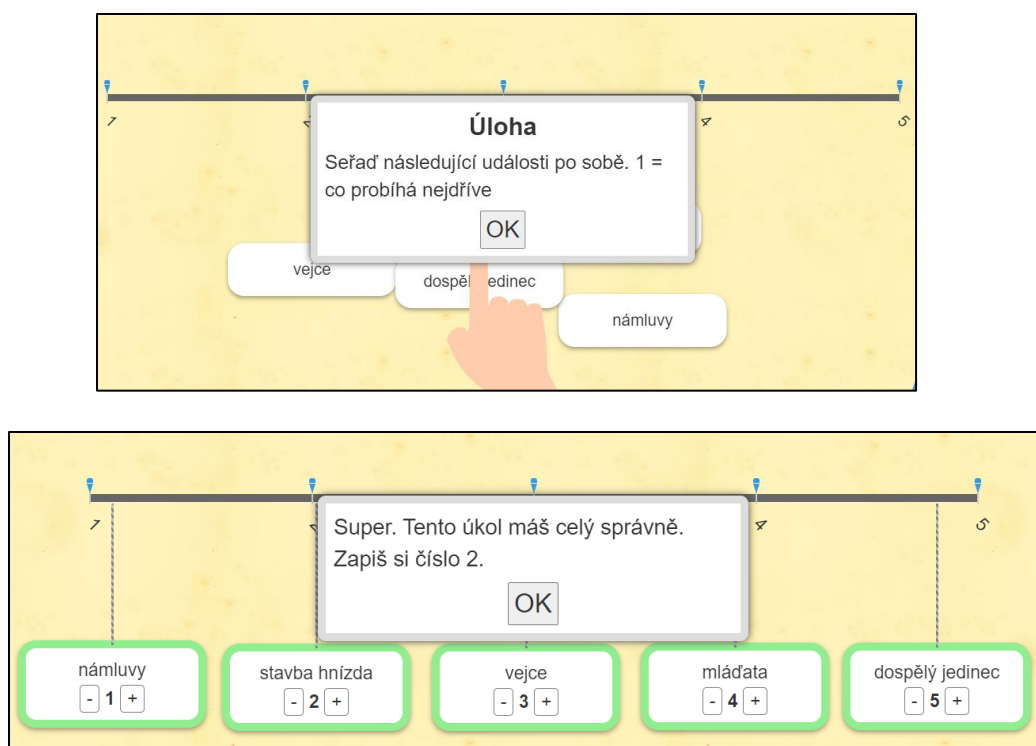 1
4
5
Úloha
Seřaď následující události po sobě. 1 =
co probíhá nejdříve
OK
vejce
námluvy
1
4
5
Super. Tento úkol máš celý správně.
Zapiš si číslo 2.
OK
námluvy
- 1 +
stavba hnízda
- 2 +
vejce
- 3 +
mláďata
- 4 +
dospělý jedinec
- 5 +